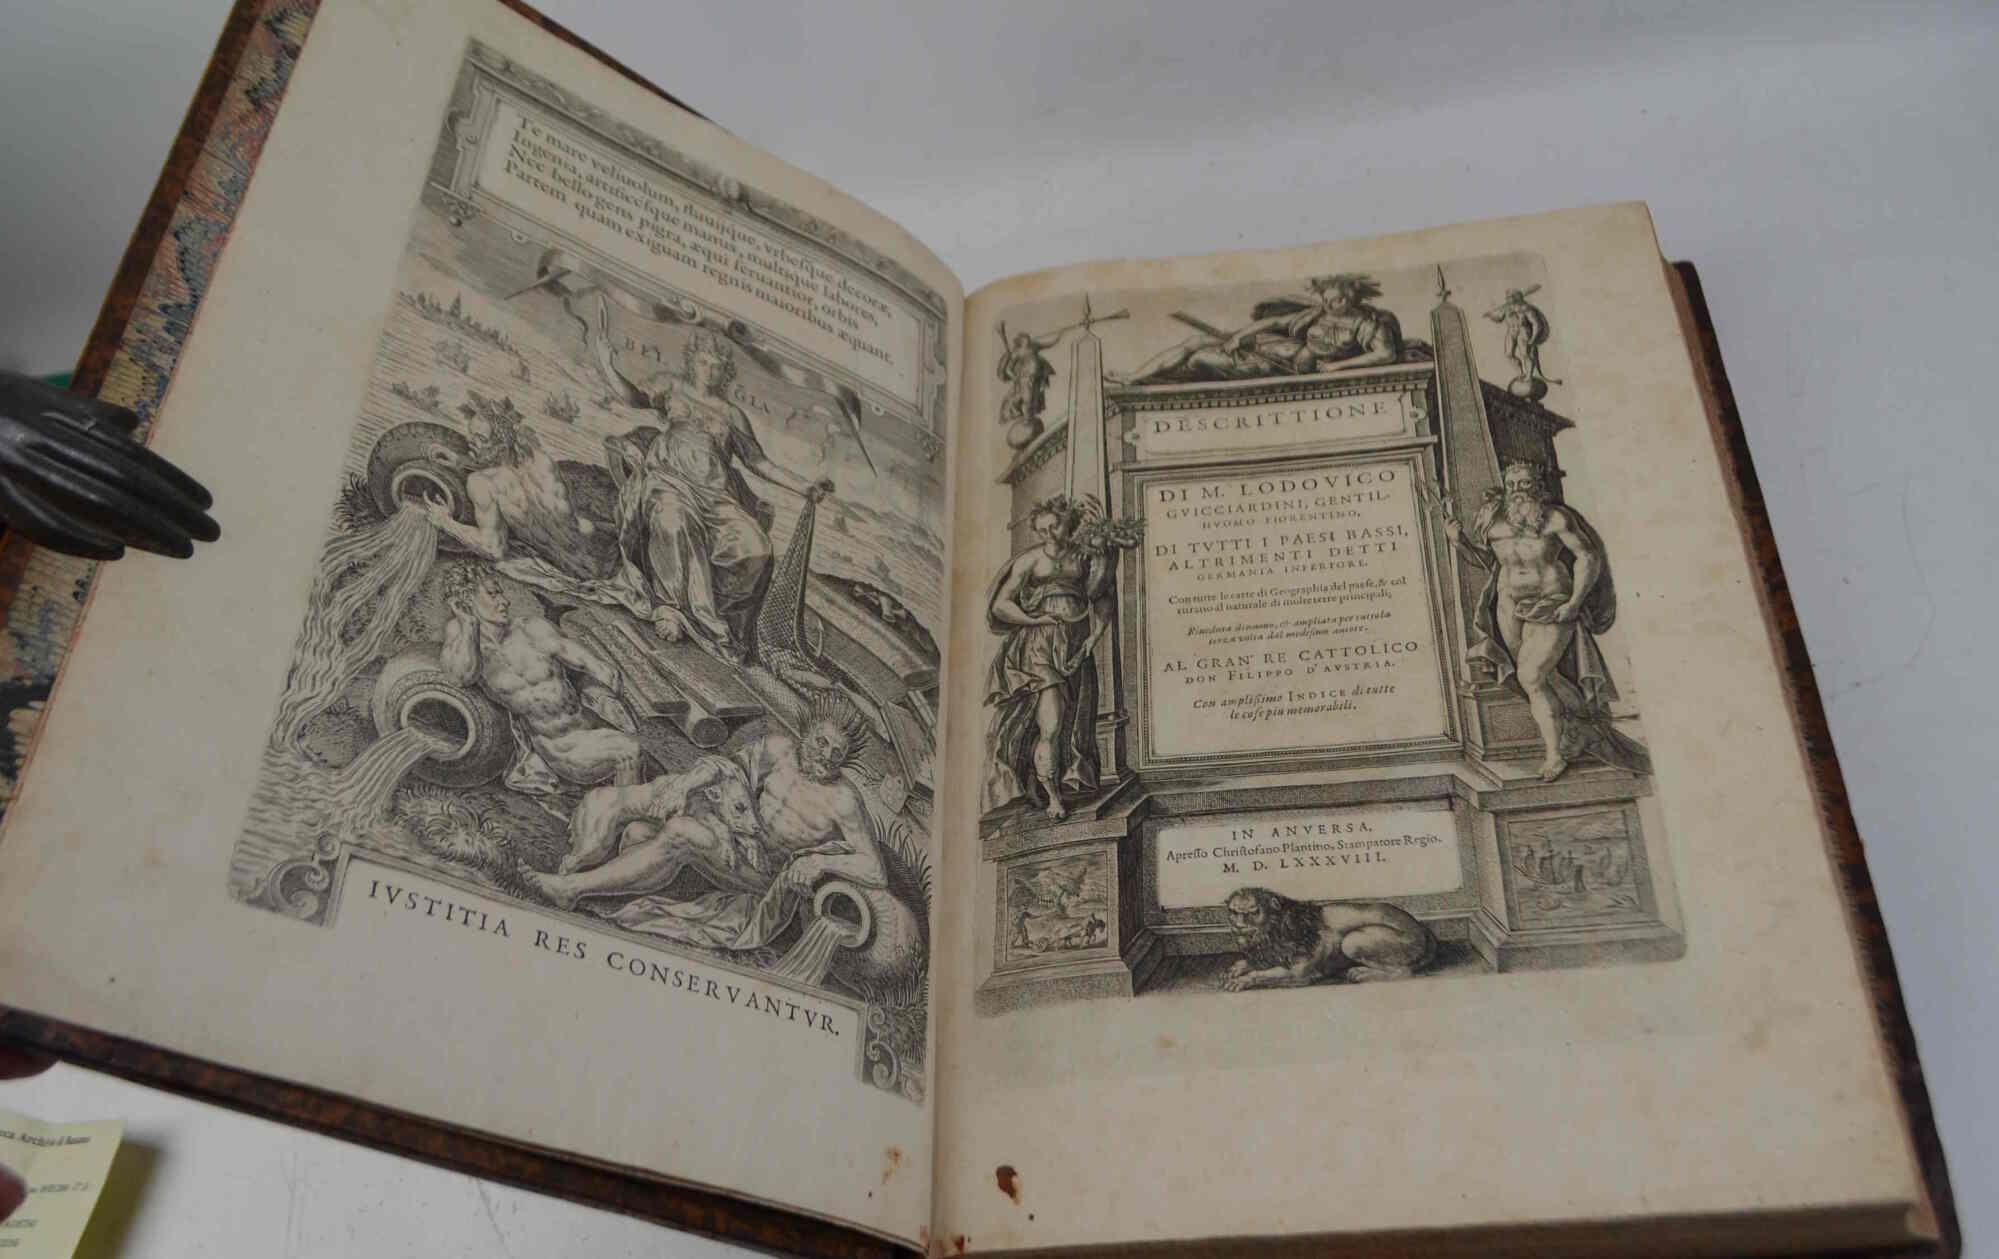 Te mare veliuolum, fluuijque, vrbesque decoræ,
Ingenia, artificesque manus, multique labores,
Nec bello gens pigra, æqui seruantior, orbis
Partem quam exiguam regnis maioribus æquant.
BEL
GIA
IVSTITIA RES CONSERVANTVR.
DESCRITTIONE
DI M. LODOVICO
GVICCIARDINI, GENTIL-
HVOMO FIORENTINO,
DI TVTTI I PAESI BASSI,
ALTRIMENTI DETTI
GERMANIA INFERIORE.
Con tutte le carte di Geographia del paese, & col
ritratto al naturale di molte terre principali;
Riueduta di nuouo, & ampliata per tutto la
terza volta dal medesimo autore.
AL GRAN RE CATTOLICO
DON FILIPPO D'AVSTRIA.
Con amplissimo INDICE di tutte
le cose piu memorabili.
IN ANVERSA,
Apresso Christofano Plantino, Stampatore Regio.
M. D. LXXXVIII.